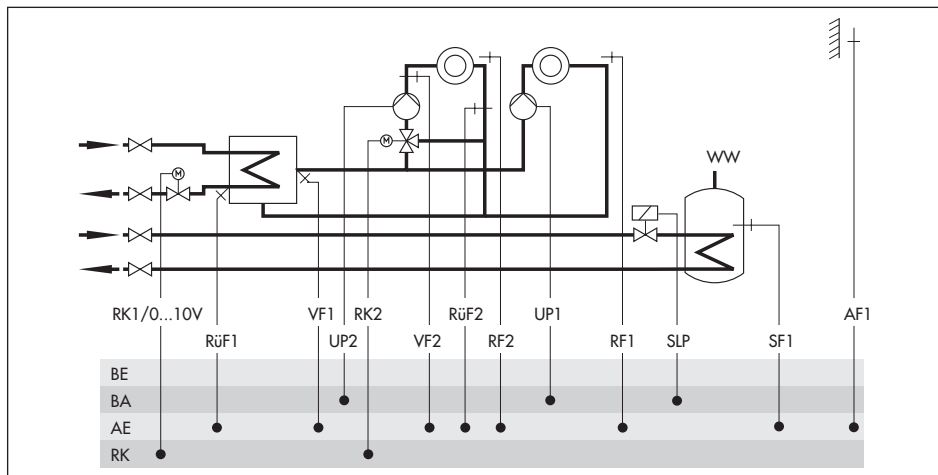 M
M
WW
RK1/0...10V VF1 RK2 RüF2 UP1 AF1
RüF1 UP2 VF2 RF2 RF1 SLP SF1
BE
BA
AE
RK